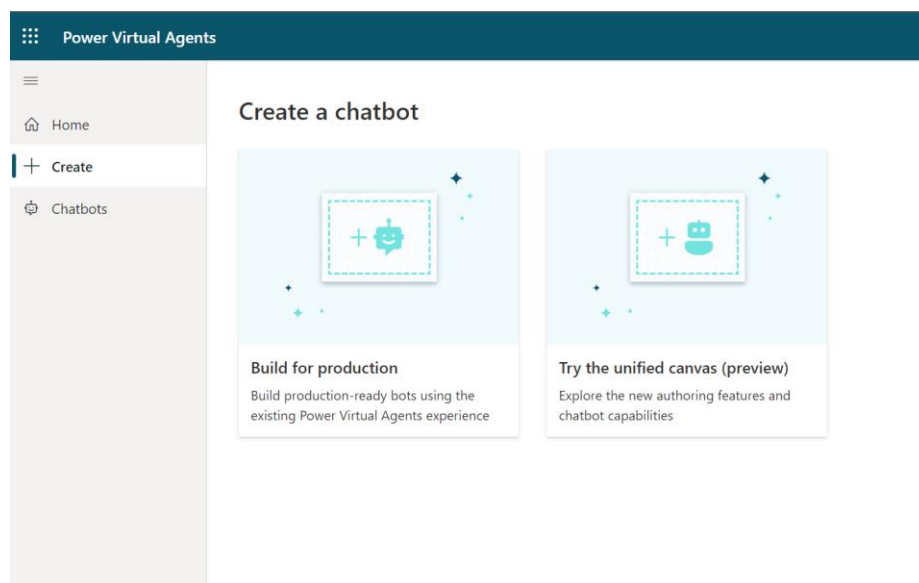 Power Virtual Agents
Home
Create
Chatbots
Create a chatbot
Build for production
Build production-ready bots using the
existing Power Virtual Agents experience
Try the unified canvas (preview)
Explore the new authoring features and
chatbot capabilities